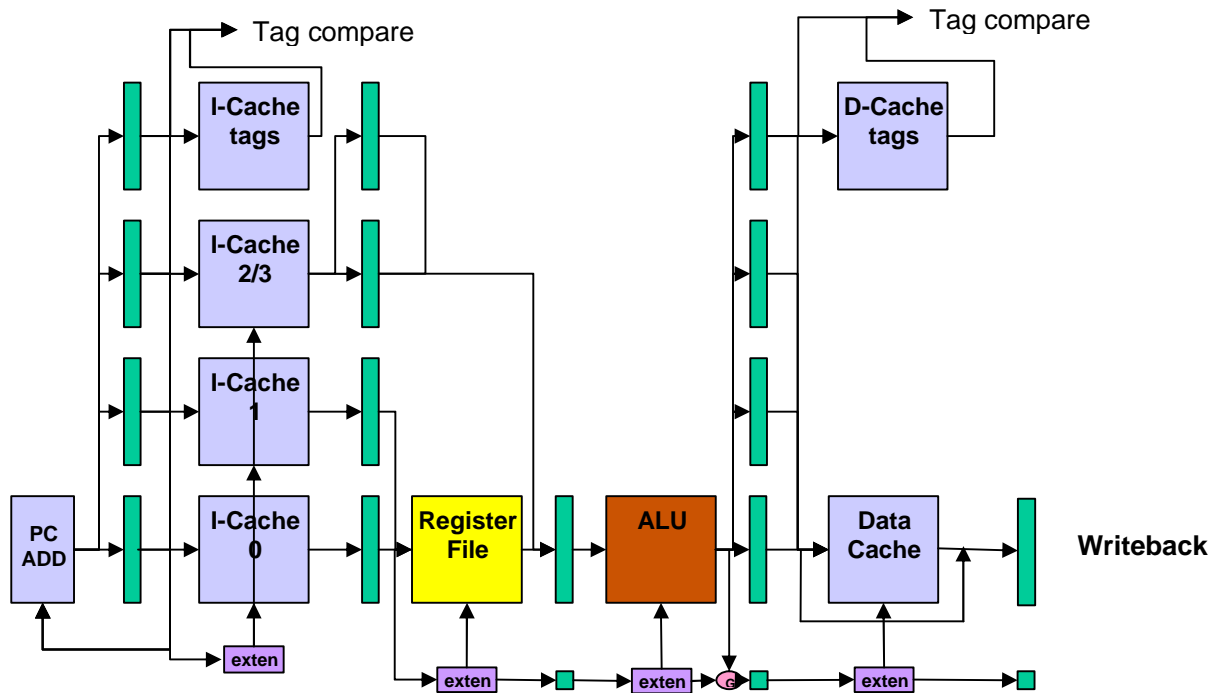 Tag compare
Tag compare
I-Cache
tags
D-Cache
tags
I-Cache
2/3
I-Cache
1
PC
ADD
I-Cache
0
Register
File
ALU
Data
Cache
Writeback
exten
exten
exten
G
exten